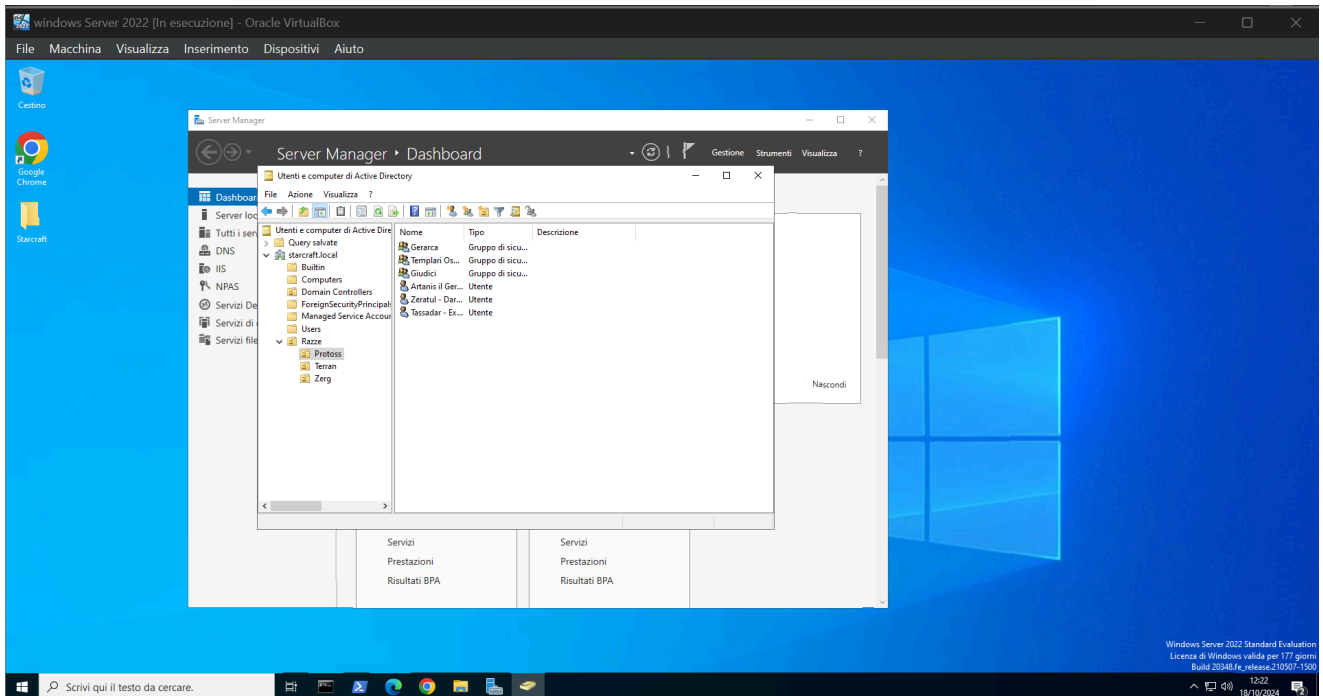 windows Server 2022 [In esecuzione] - Oracle VirtualBox
File Macchina Visualizza Inserimento Dispositivi Aiuto
Cestino
Google
Chrome
Starcraft
Server Manager
Server Manager Dashboard
Gestione Strumenti Visualizza ?
Dashboar
Server loc
Tutti i ser
DNS
IIS
NPAS
Servizi De
Servizi di
Servizi file
Utenti e computer di Active Directory
File Azione Visualizza ?
Utenti e computer di Active Dire
Query salvate
starcraft.local
Builtin
Computers
Domain Controllers
ForeignSecurityPrincipals
Managed Service Accour
Users
Razze
Protoss
Terran
Zerg
Nome Tipo Descrizione
Gerarca Gruppo di sicu...
Templari Os... Gruppo di sicu...
Giudici Gruppo di sicu...
Artanis il Ger... Utente
Zeratul - Dar... Utente
Tassadar - Ex... Utente
Nascondi
Servizi Servizi
Prestazioni Prestazioni
Risultati BPA Risultati BPA
Windows Server 2022 Standard Evaluation
Licenza di Windows valida per 177 giorni
Build 20348.fe_release.210507-1500
Scrivi qui il testo da cercare.
12:22
18/10/2024